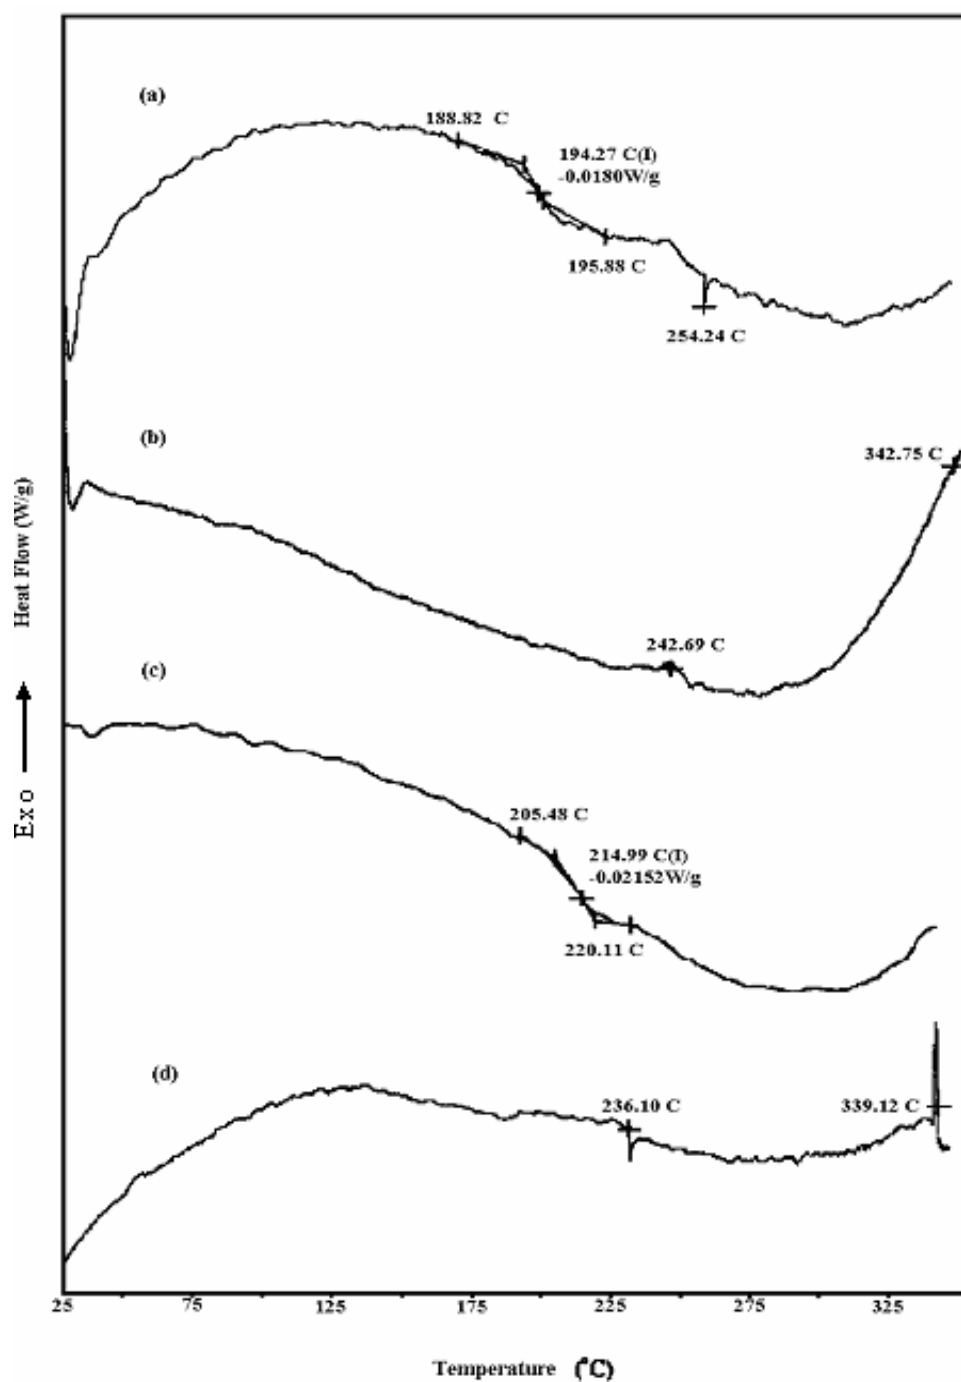 (a)
188.82 C
194.27 C(I)
-0.0180W/g
195.88 C
254.24 C
(b)
342.75 C
242.69 C
(c)
205.48 C
214.99 C(I)
-0.02152W/g
220.11 C
(d)
236.10 C
339.12 C
Exo → Heat Flow (W/g)
25 75 125 175 225 275 325
Temperature (°C)